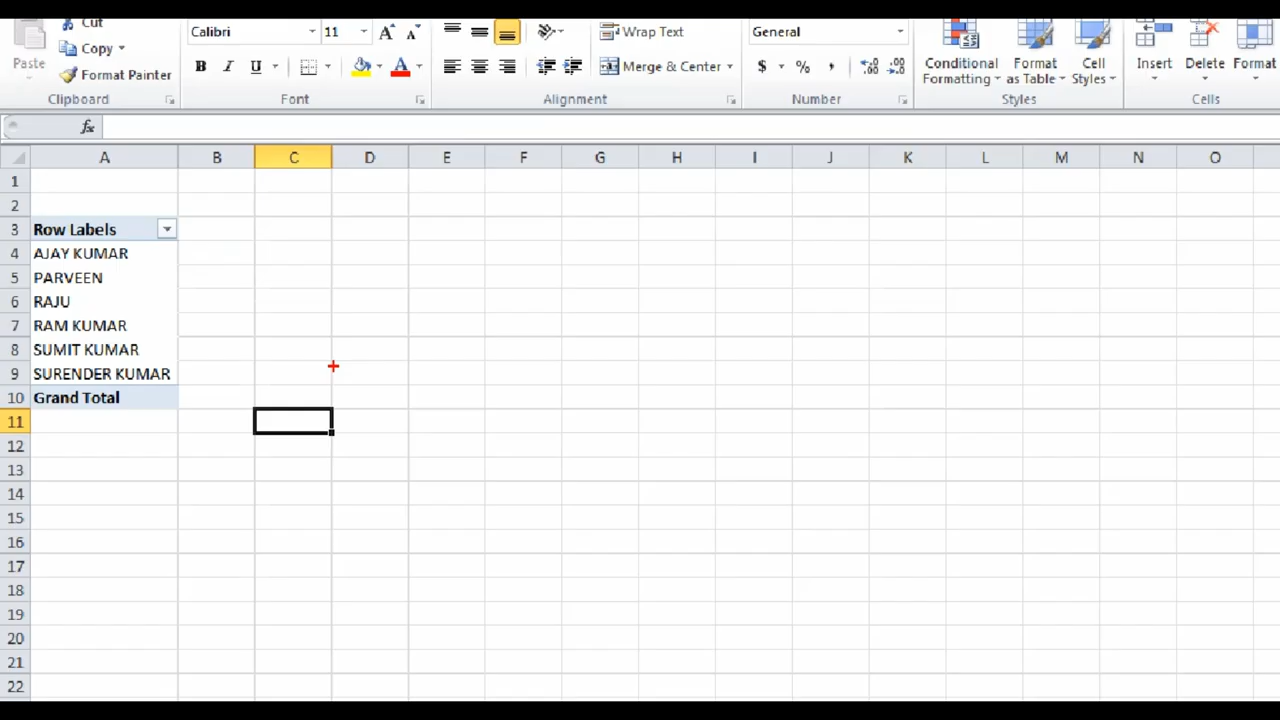 Cut
Calibri 11 A A Wrap Text General
Copy
Paste
Format Painter
B I U A Merge & Center $ % ,
Conditional Formatting
Format as Table
Cell Styles
Insert Delete Format
Clipboard Font Alignment Number Styles Cells
fx
A B C D E F G H I J K L M N O
1
2
3 Row Labels
4 AJAY KUMAR
5 PARVEEN
6 RAJU
7 RAM KUMAR
8 SUMIT KUMAR
9 SURENDER KUMAR
10 Grand Total
11
12
13
14
15
16
17
18
19
20
21
22